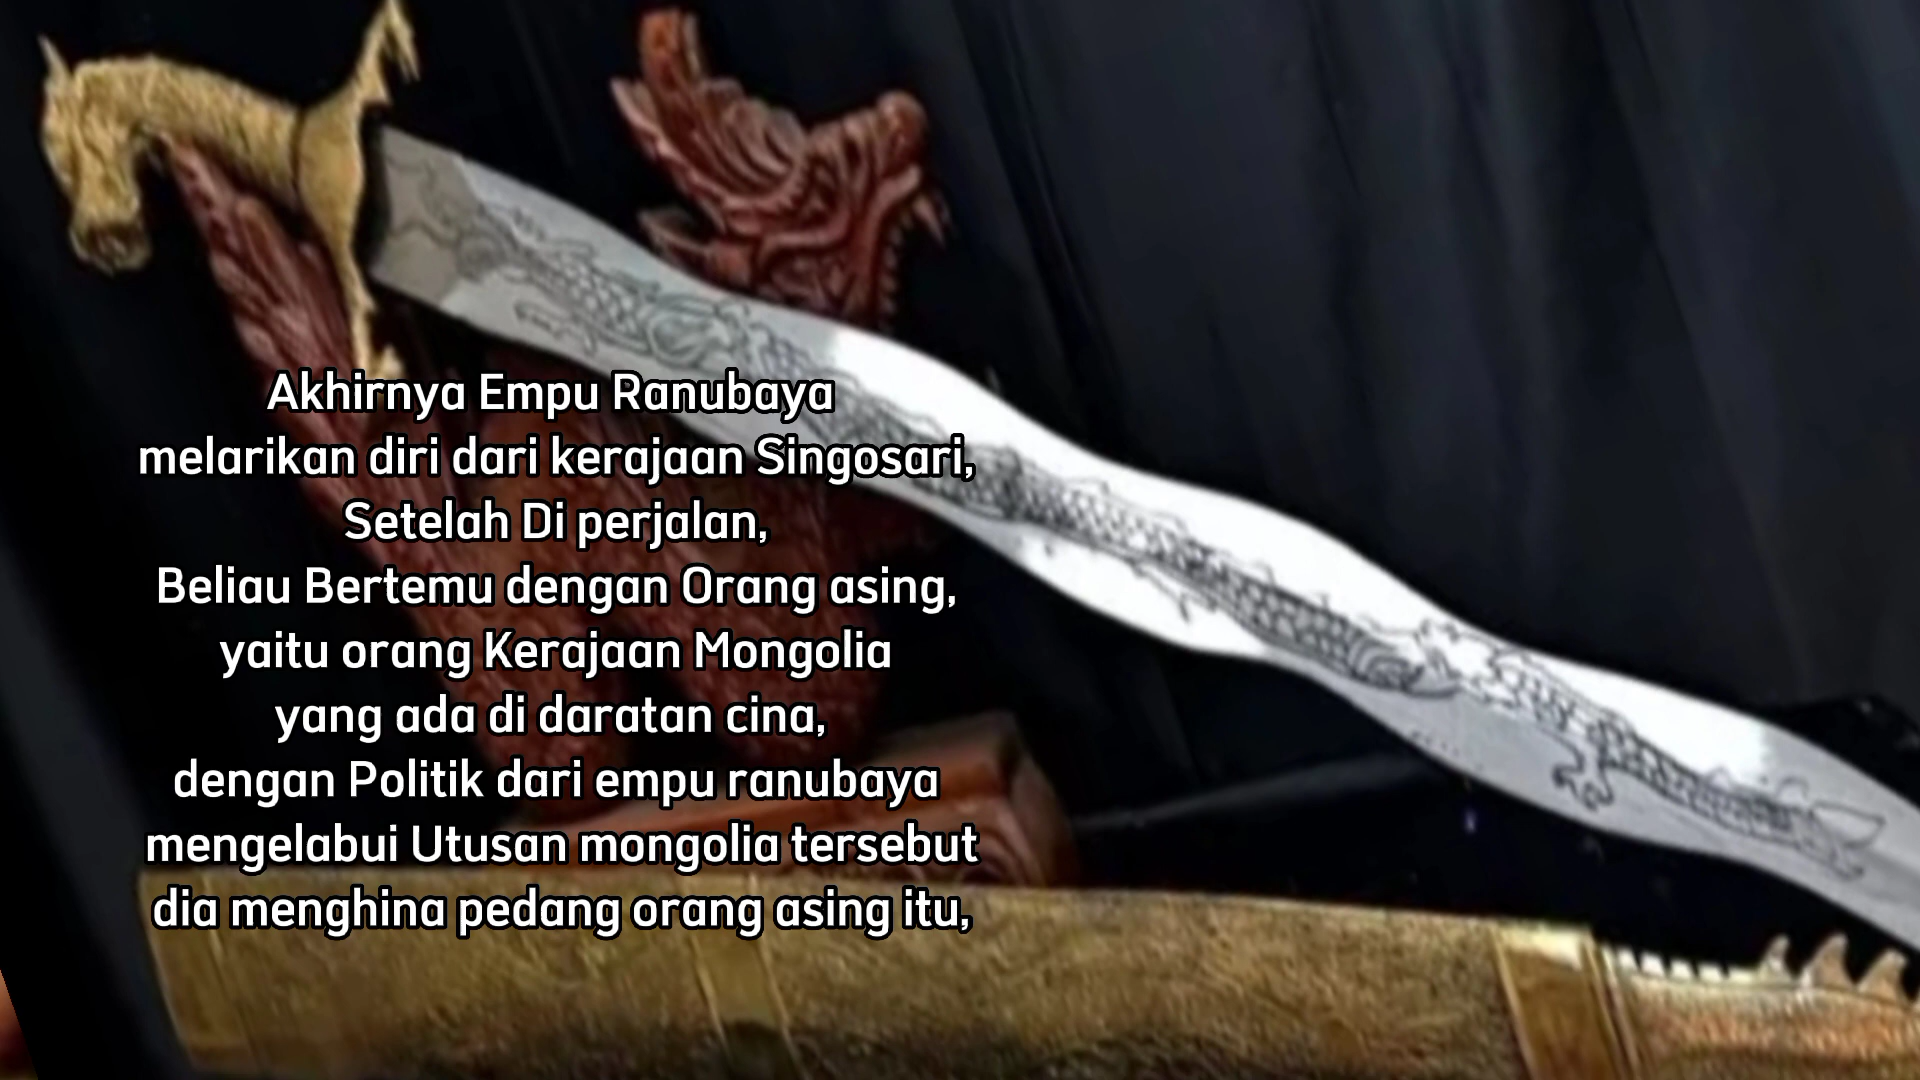 Akhirnya Empu Ranubaya
melarikan diri dari kerajaan Singosari,
Setelah Di perjalan,
Beliau Bertemu dengan Orang asing,
yaitu orang Kerajaan Mongolia
yang ada di daratan cina,
dengan Politik dari empu ranubaya
mengelabui Utusan mongolia tersebut
dia menghina pedang orang asing itu,